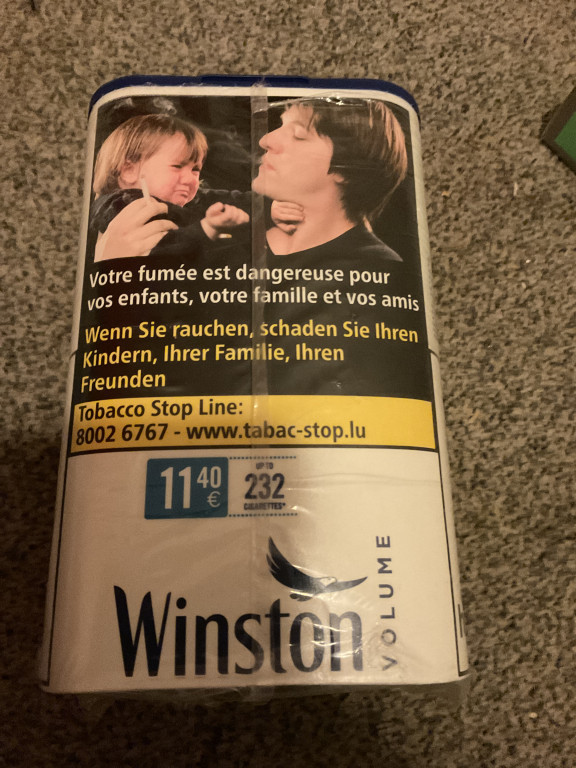 Votre fumée est dangereuse pour
vos enfants, votre famille et vos amis
Wenn Sie rauchen, schaden Sie Ihren
Kindern, Ihrer Familie, Ihren
Freunden
Tobacco Stop Line:
8002 6767 - www.tabac-stop.lu
11 40 €
UP TO
232
CIGARETTES*
Winston
VOLUME